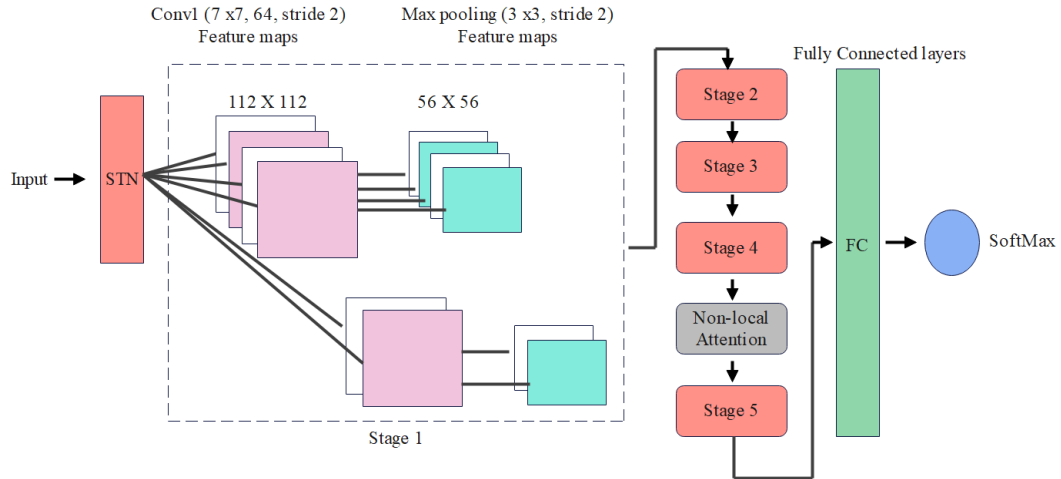 Conv1 (7 x7, 64, stride 2)
Feature maps
Max pooling (3 x3, stride 2)
Feature maps
Fully Connected layers
112 X 112
56 X 56
Input
STN
Stage 1
Stage 2
Stage 3
Stage 4
Non-local
Attention
Stage 5
FC
SoftMax